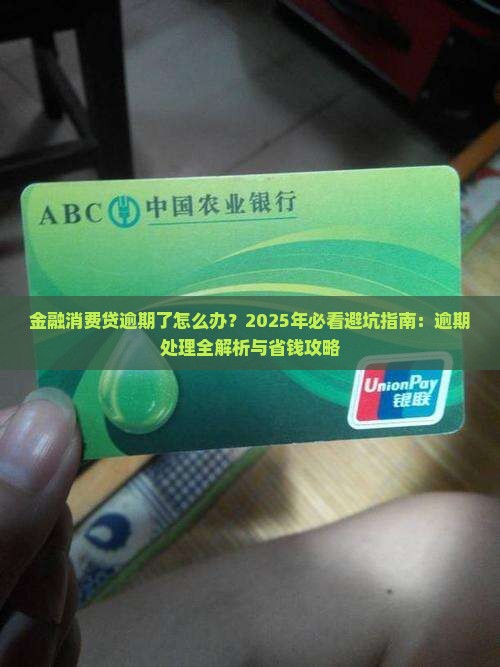 ABC 中国农业银行
金融消费贷逾期了怎么办？2025年必看避坑指南：逾期
处理全解析与省钱攻略
UnionPay
银联